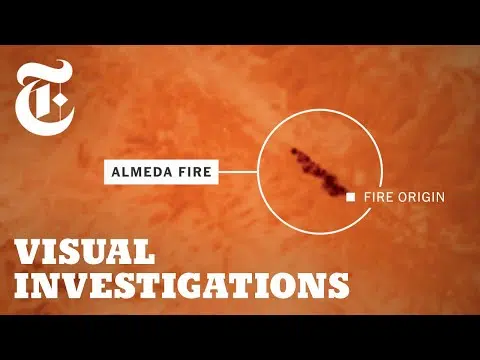 T
ALMEDA FIRE
FIRE ORIGIN
VISUAL
INVESTIGATIONS